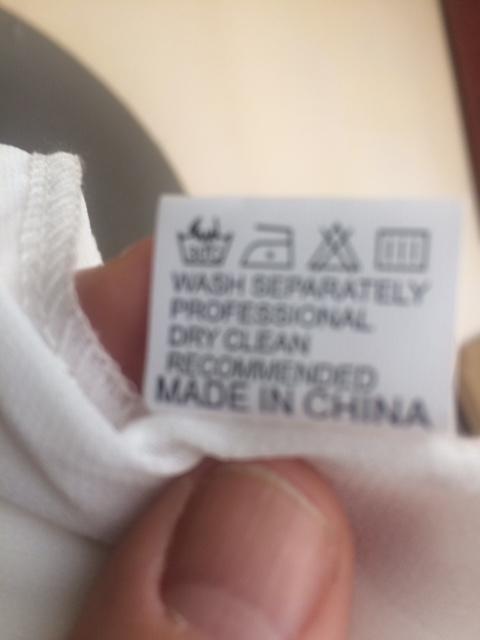 WASH SEPARATELY
PROFESSIONAL
DRY CLEAN
RECOMMENDED
MADE IN CHINA